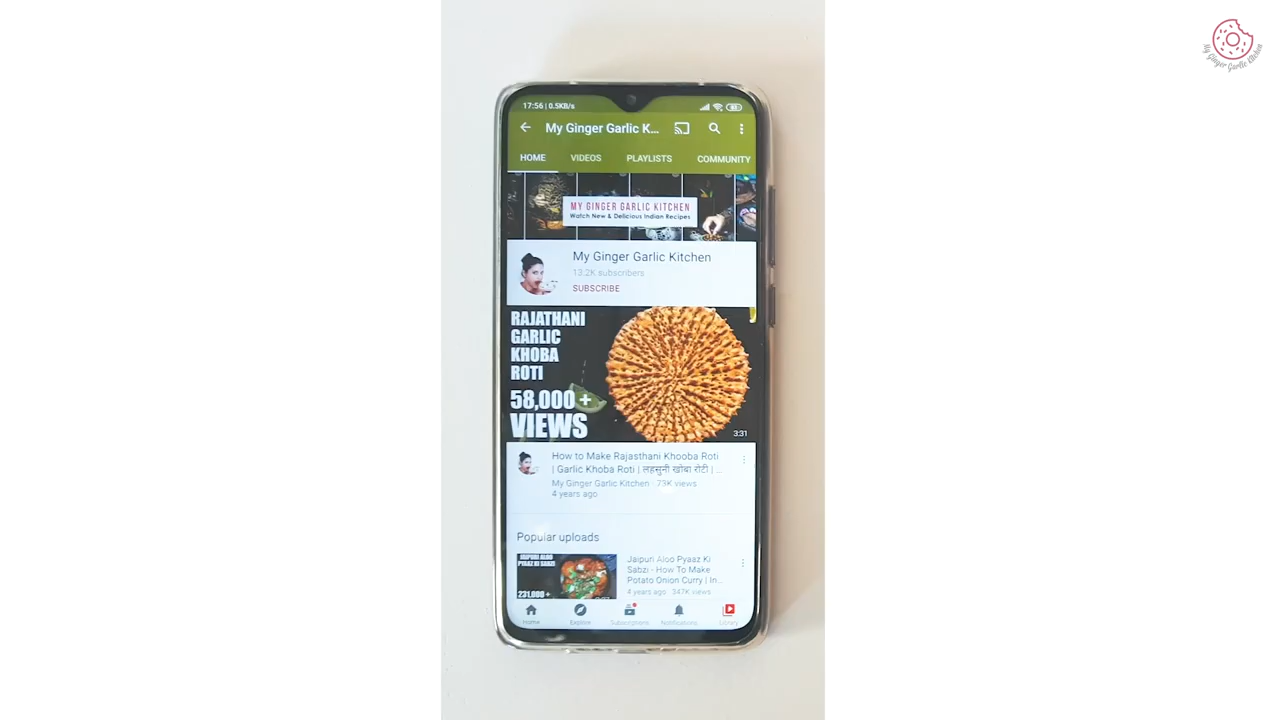 My Ginger Garlic Kitchen
17:56 | 0.5KB/s
My Ginger Garlic K...
HOME VIDEOS PLAYLISTS COMMUNITY
MY GINGER GARLIC KITCHEN
Watch New & Delicious Indian Recipes
My Ginger Garlic Kitchen
13.2K subscribers
SUBSCRIBE
RAJATHANI
GARLIC
KHOBA
ROTI
58,000 +
VIEWS
3:31
How to Make Rajasthani Khooba Roti
| Garlic Khoba Roti | लहसुनी खोबा रोटी | ...
My Ginger Garlic Kitchen · 73K views
4 years ago
Popular uploads
JAIPURI ALOO
PYAAZ KI SABZI
231,000 +
Jaipuri Aloo Pyaaz Ki
Sabzi - How To Make
Potato Onion Curry | In...
4 years ago · 347K views
Home Explore Subscriptions Notifications Library